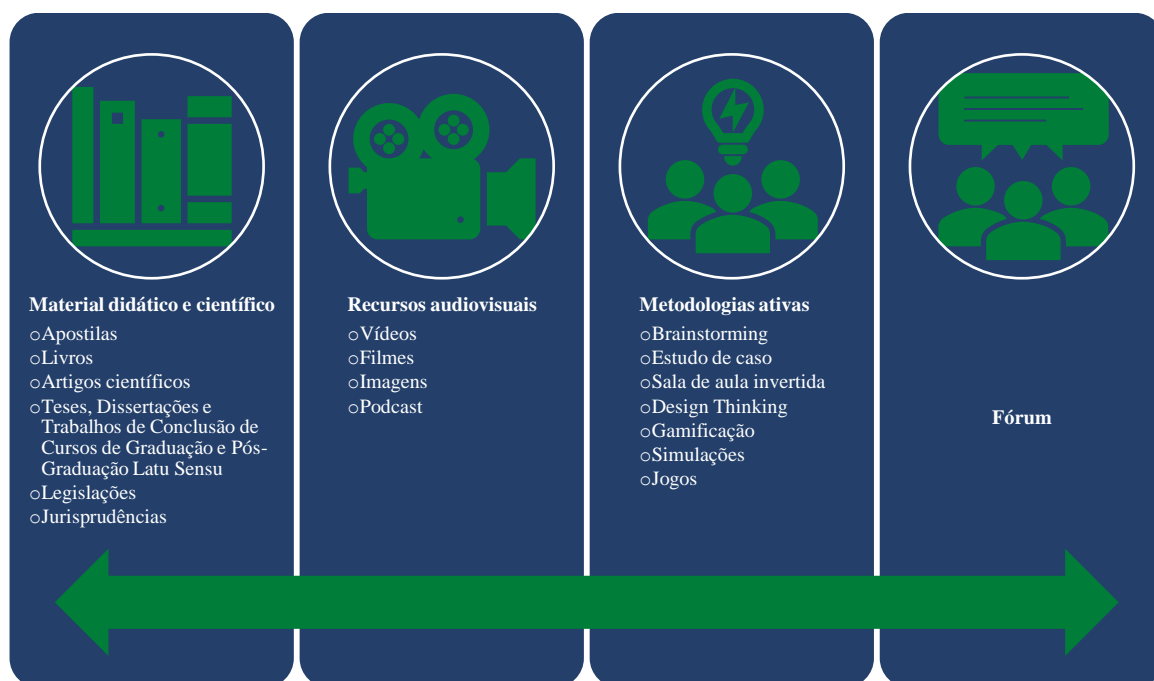 Material didático e científico
oApostilas
oLivros
oArtigos científicos
oTeses, Dissertações e
Trabalhos de Conclusão de
Cursos de Graduação e Pós-
Graduação Latu Sensu
oLegislações
oJurisprudências
Recursos audiovisuais
oVídeos
oFilmes
oImagens
oPodcast
Metodologias ativas
oBrainstorming
oEstudo de caso
oSala de aula invertida
oDesign Thinking
oGamificação
oSimulações
oJogos
Fórum